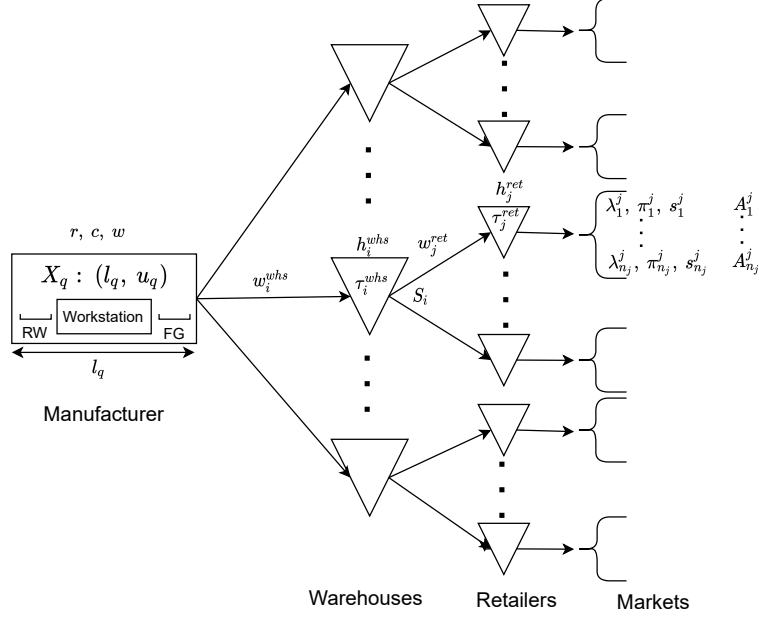 h_j^{ret}
λ_1^j, π_1^j, s_1^j A_1^j
τ_j^{ret}
r, c, w
h_i^{whs} w_j^{ret}
λ_{n_j}^j, π_{n_j}^j, s_{n_j}^j A_{n_j}^j
X_q : (l_q, u_q)
w_i^{whs} τ_i^{whs}
S_i
Workstation
RW FG
l_q
Manufacturer
Warehouses Retailers Markets